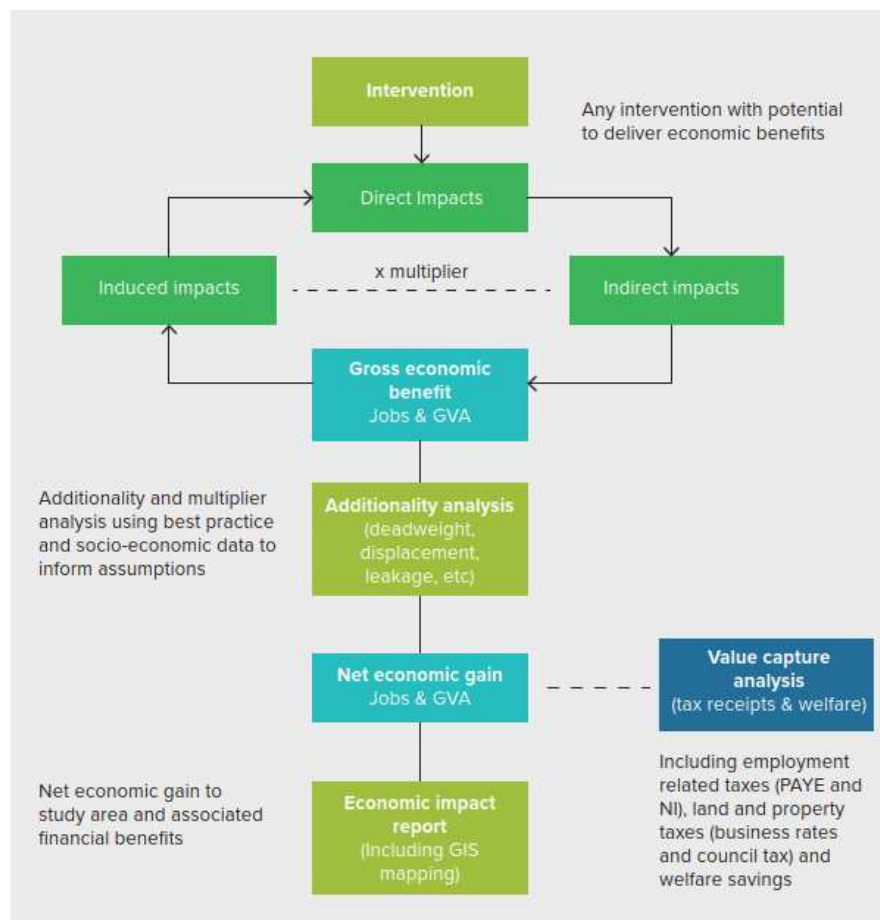 Intervention
Any intervention with potential
to deliver economic benefits
Direct Impacts
x multiplier
Induced impacts
Indirect impacts
Gross economic
benefit
Jobs & GVA
Additionality and multiplier
analysis using best practice
and socio-economic data to
inform assumptions
Additionality analysis
(deadweight,
displacement,
leakage, etc)
Net economic gain
Jobs & GVA
Value capture
analysis
(tax receipts & welfare)
Including employment
related taxes (PAYE and
NI), land and property
taxes (business rates
and council tax) and
welfare savings
Net economic gain to
study area and associated
financial benefits
Economic impact
report
(Including GIS
mapping)